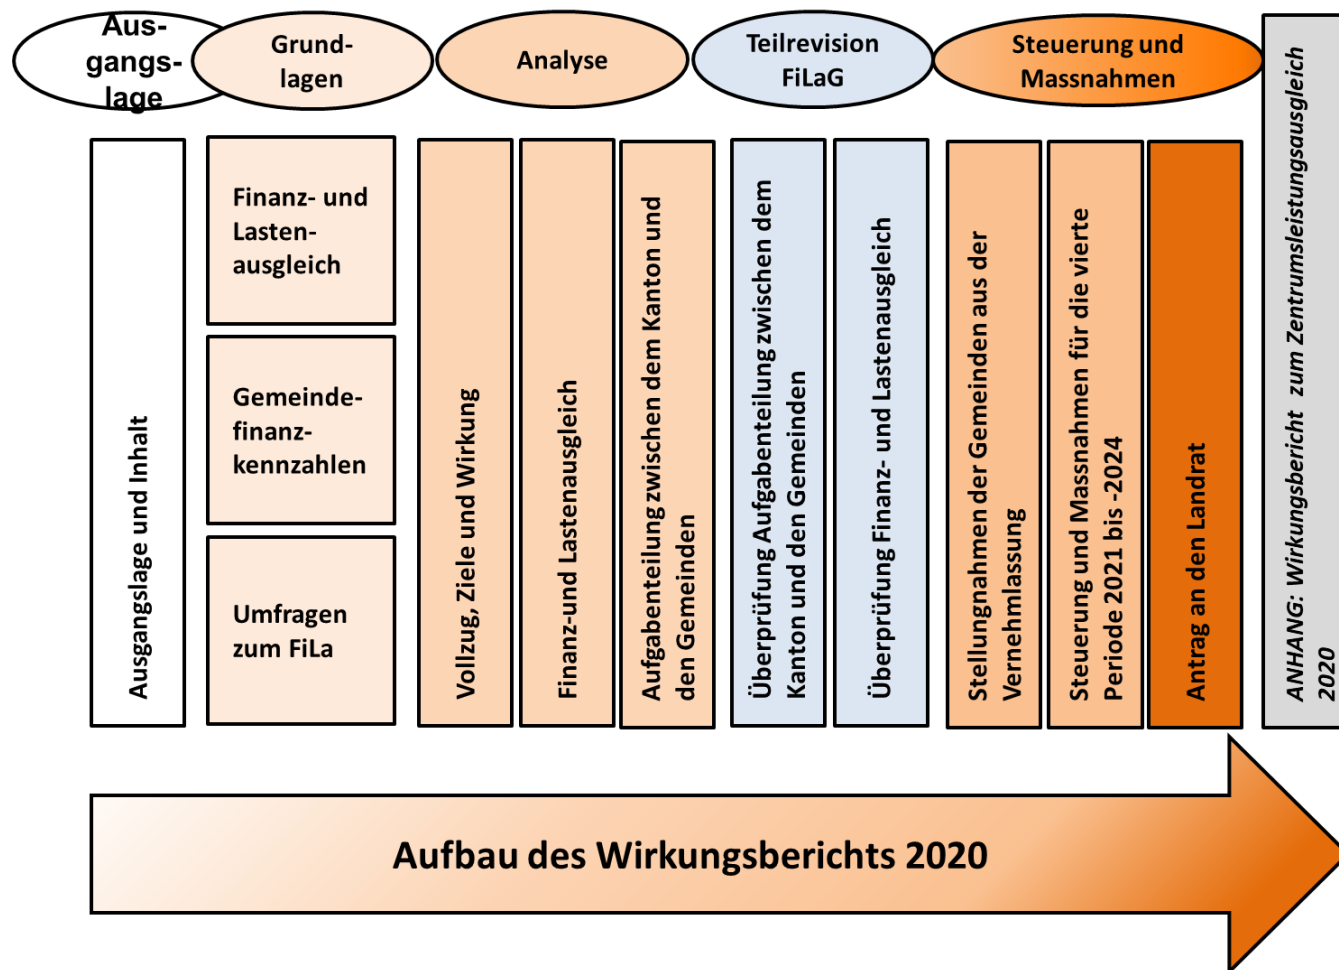 Aus-
gangs-
lage
Grund-
lagen
Analyse
Teilrevision
FiLaG
Steuerung und
Massnahmen
Ausgangslage und Inhalt
Finanz- und
Lasten-
ausgleich
Gemeinde-
finanz-
kennzahlen
Umfragen
zum FiLa
Vollzug, Ziele und Wirkung
Finanz-und Lastenausgleich
Aufgabenteilung zwischen dem Kanton und
den Gemeinden
Überprüfung Aufgabenteilung zwischen dem
Kanton und den Gemeinden
Überprüfung Finanz- und Lastenausgleich
Stellungnahmen der Gemeinden aus der
Vernehmlassung
Steuerung und Massnahmen für die vierte
Periode 2021 bis -2024
Antrag an den Landrat
ANHANG: Wirkungsbericht zum Zentrumsleistungsausgleich
2020
Aufbau des Wirkungsberichts 2020